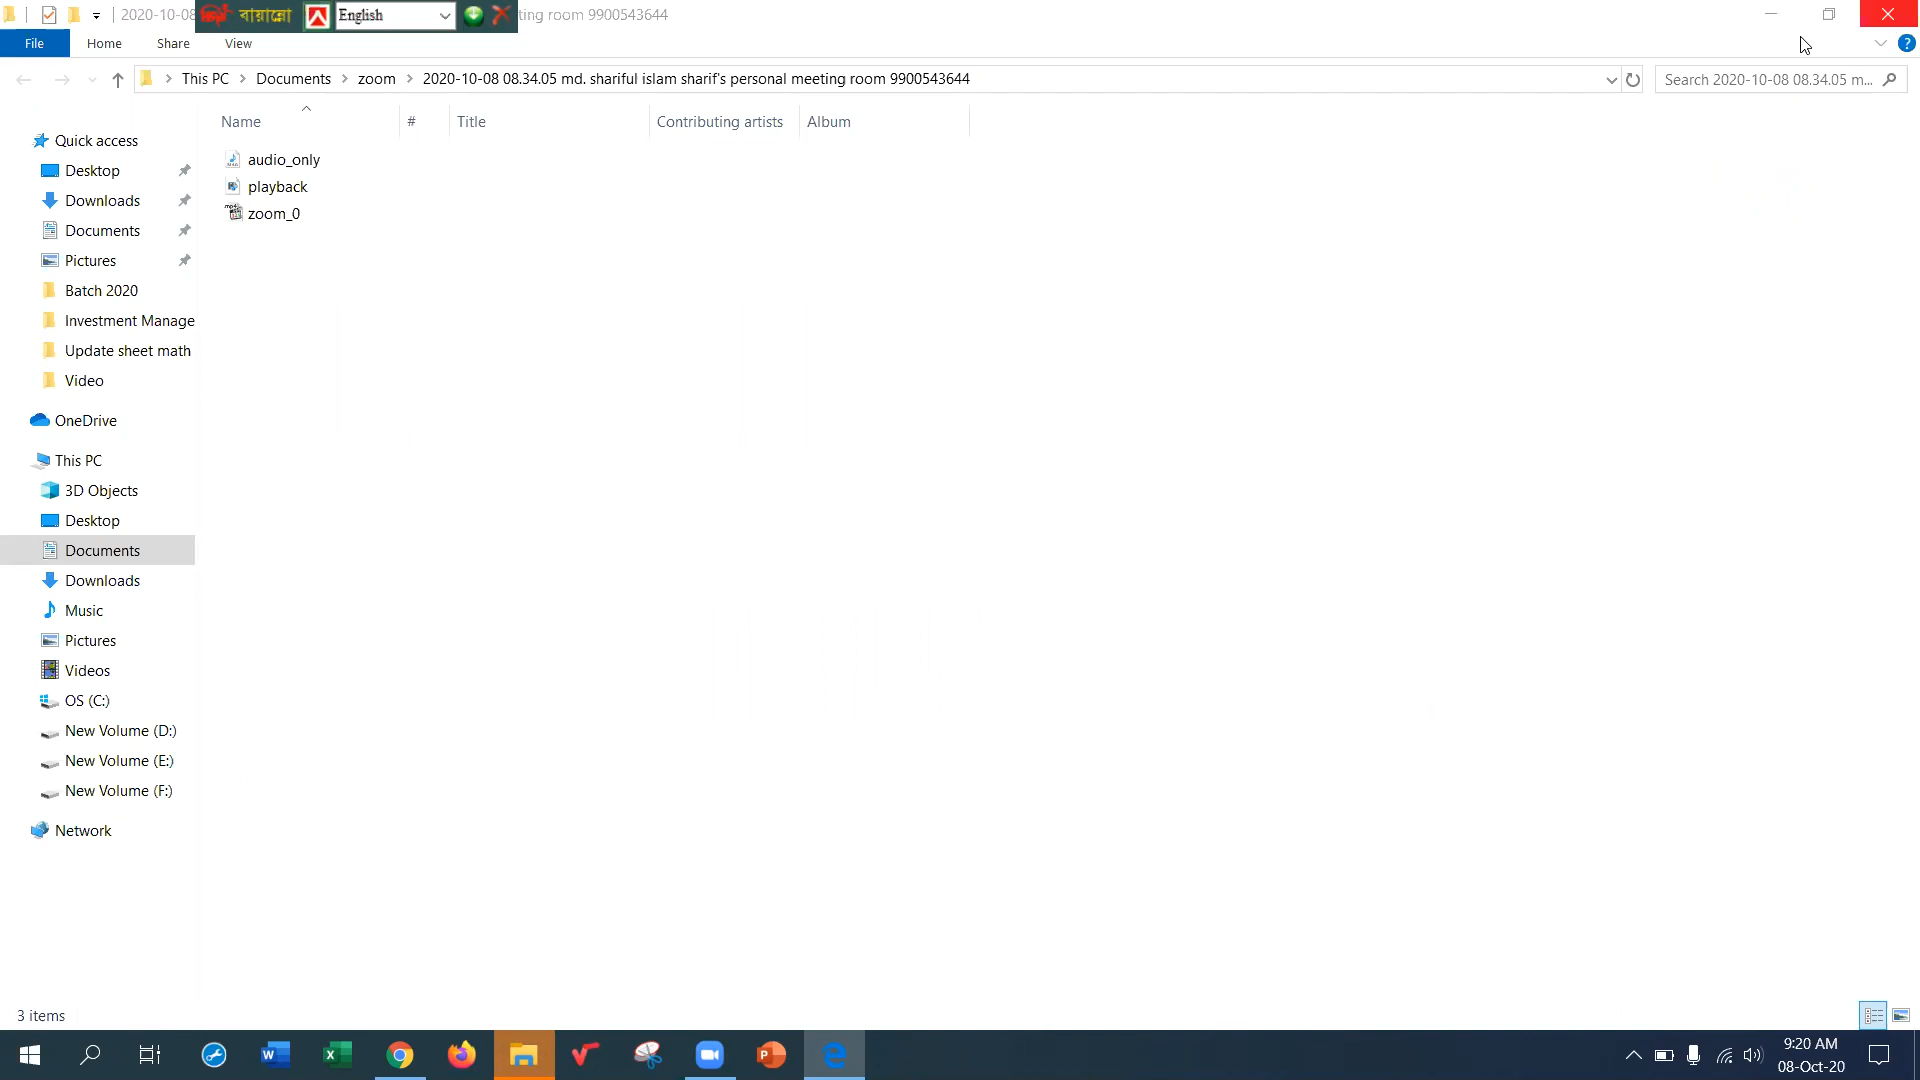 2020-10-08
বায়ান্নো
English
ting room 9900543644
File
Home
Share
View
This PC
Documents
zoom
2020-10-08 08.34.05 md. shariful islam sharif's personal meeting room 9900543644
Search 2020-10-08 08.34.05 m...
Name
#
Title
Contributing artists
Album
audio_only
playback
zoom_0
Quick access
Desktop
Downloads
Documents
Pictures
Batch 2020
Investment Manage
Update sheet math
Video
OneDrive
This PC
3D Objects
Desktop
Documents
Downloads
Music
Pictures
Videos
OS (C:)
New Volume (D:)
New Volume (E:)
New Volume (F:)
Network
3 items
9:20 AM
08-Oct-20